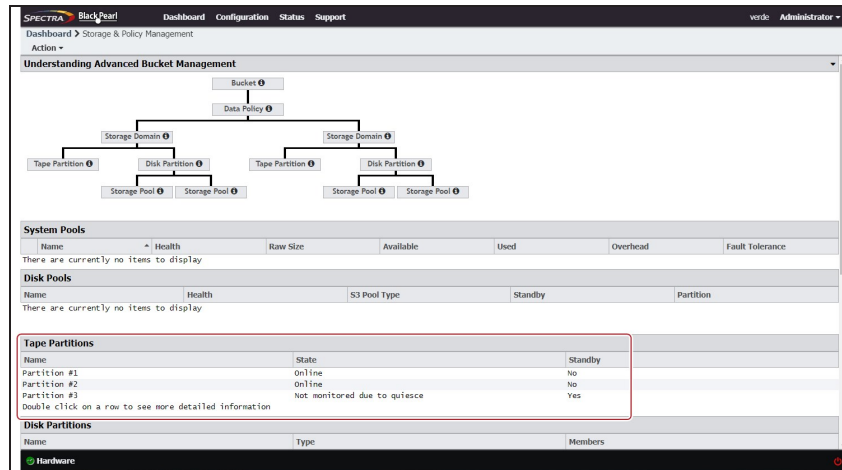 SPECTRA BlackPearl Dashboard Configuration Status Support verde Administrator
Dashboard Storage & Policy Management
Action
Understanding Advanced Bucket Management
Bucket
Data Policy
Storage Domain Storage Domain
Tape Partition Disk Partition Tape Partition Disk Partition
Storage Pool Storage Pool Storage Pool Storage Pool
System Pools
Name Health Raw Size Available Used Overhead Fault Tolerance
There are currently no items to display
Disk Pools
Name Health S3 Pool Type Standby Partition
There are currently no items to display
Tape Partitions
Name State Standby
Partition #1 Online No
Partition #2 Online No
Partition #3 Not monitored due to quiesce Yes
Double click on a row to see more detailed information
Disk Partitions
Name Type Members
Hardware